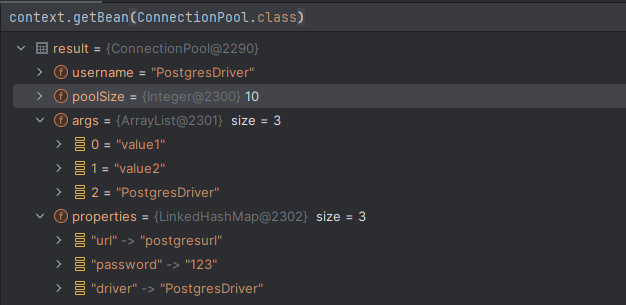 context.getBean(ConnectionPool.class)
result = {ConnectionPool@2290}
f username = "PostgresDriver"
f poolSize = {Integer@2300} 10
f args = {ArrayList@2301} size = 3
0 = "value1"
1 = "value2"
2 = "PostgresDriver"
f properties = {LinkedHashMap@2302} size = 3
"url" -> "postgresurl"
"password" -> "123"
"driver" -> "PostgresDriver"